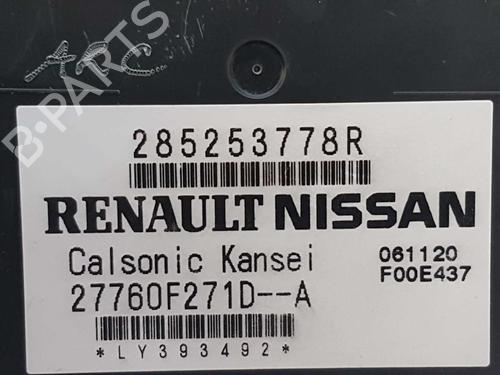 B-PARTS
285253778R
RENAULT NISSAN
Calsonic Kansei
27760F271D--A
061120
F00E437
*LY393492*